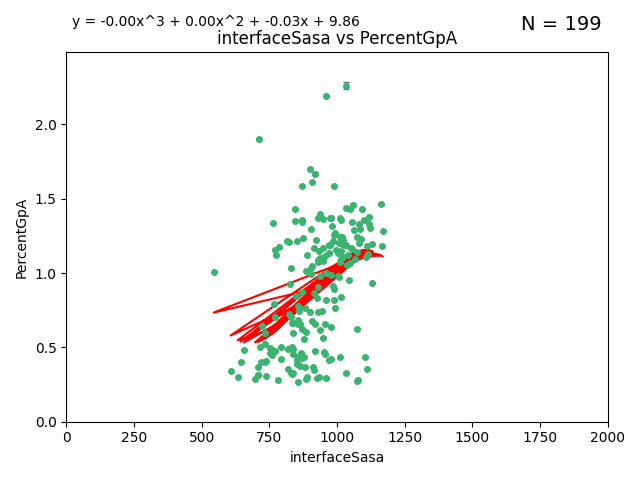 y = -0.00x^3 + 0.00x^2 + -0.03x + 9.86
N = 199
interfaceSasa vs PercentGpA
PercentGpA
2.0
1.5
1.0
0.5
0.0
0 250 500 750 1000 1250 1500 1750 2000
interfaceSasa